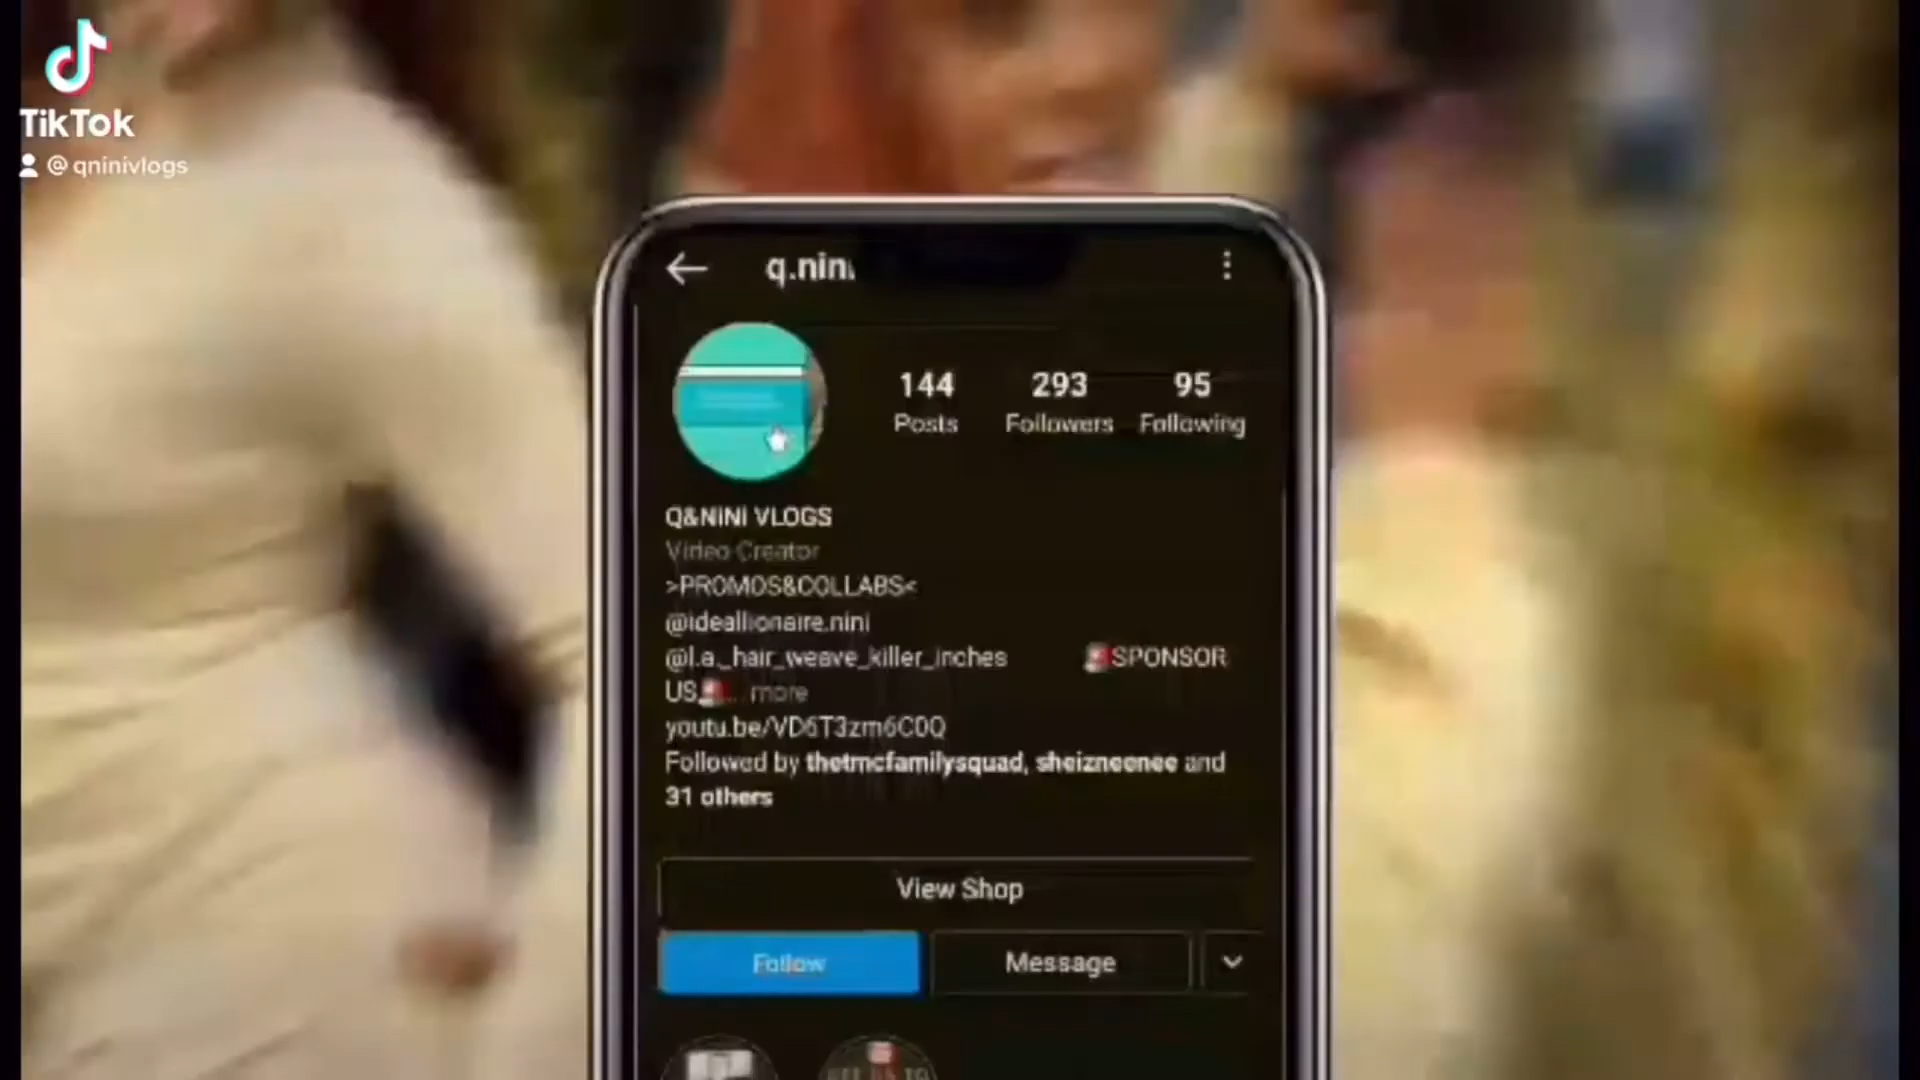 TikTok
@qninivlogs
q.nini
144 293 95
Posts Followers Following
Q&NINI VLOGS
Video Creator
>PROMOS&COLLABS<
@ideallionaire.nini
@l.a._hair_weave_killer_inches 🚨SPONSOR
US🚨... more
youtu.be/VD6T3zm6C0Q
Followed by thetmcfamilysquad, sheizneenee and
31 others
View Shop
Follow Message